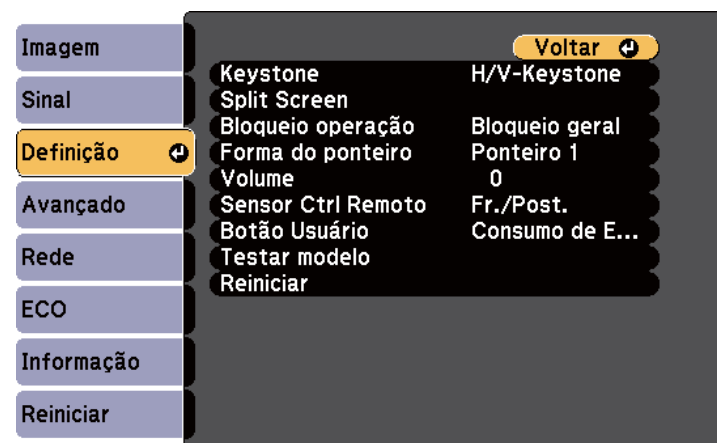 Imagem
Sinal
Definição
Avançado
Rede
ECO
Informação
Reiniciar
Voltar
Keystone H/V-Keystone
Split Screen
Bloqueio operação Bloqueio geral
Forma do ponteiro Ponteiro 1
Volume 0
Sensor Ctrl Remoto Fr./Post.
Botão Usuário Consumo de E...
Testar modelo
Reiniciar